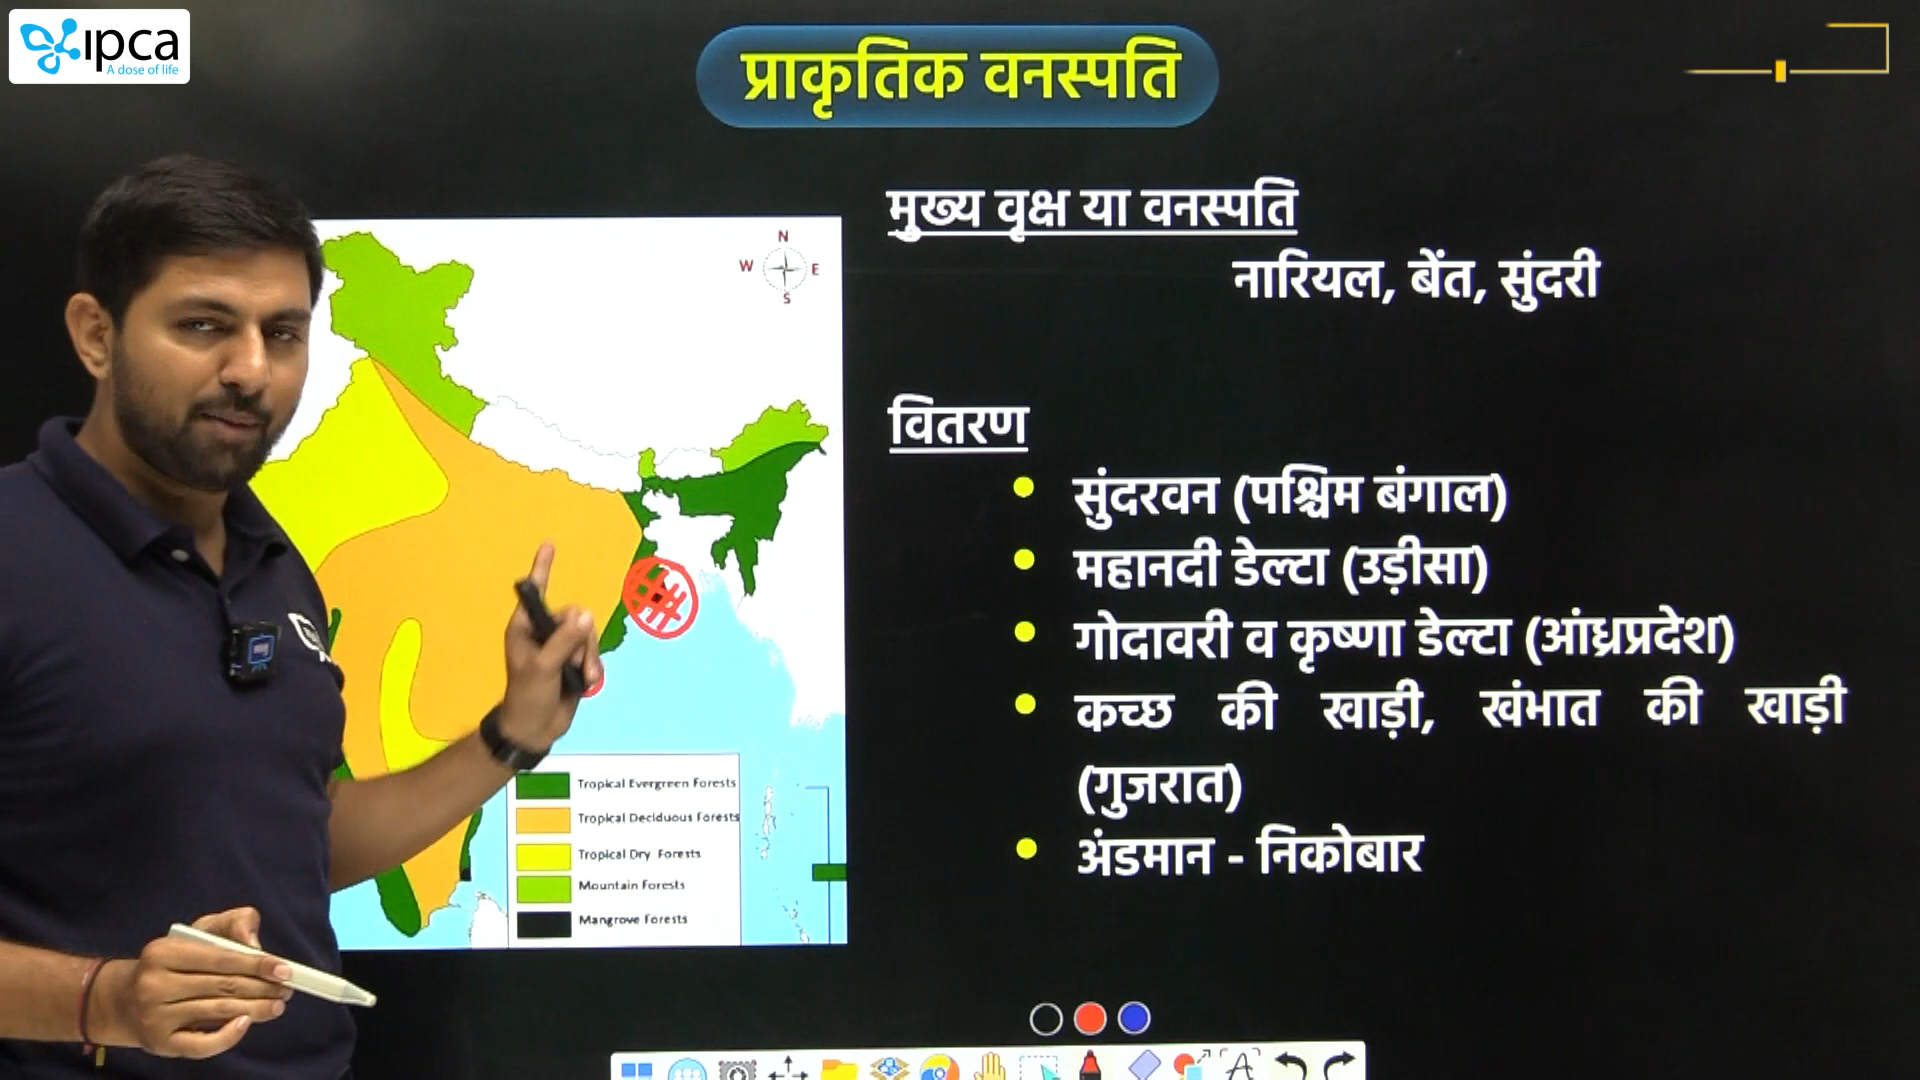 ipca
A dose of life
प्राकृतिक वनस्पति
मुख्य वृक्ष या वनस्पति
नारियल, बेंत, सुंदरी
वितरण
सुंदरवन (पश्चिम बंगाल)
महानदी डेल्टा (उड़ीसा)
गोदावरी व कृष्णा डेल्टा (आंध्रप्रदेश)
कच्छ की खाड़ी, खंभात की खाड़ी
(गुजरात)
अंडमान - निकोबार
N
W E
S
Tropical Evergreen Forests
Tropical Deciduous Forests
Tropical Dry Forests
Mountain Forests
Mangrove Forests
A